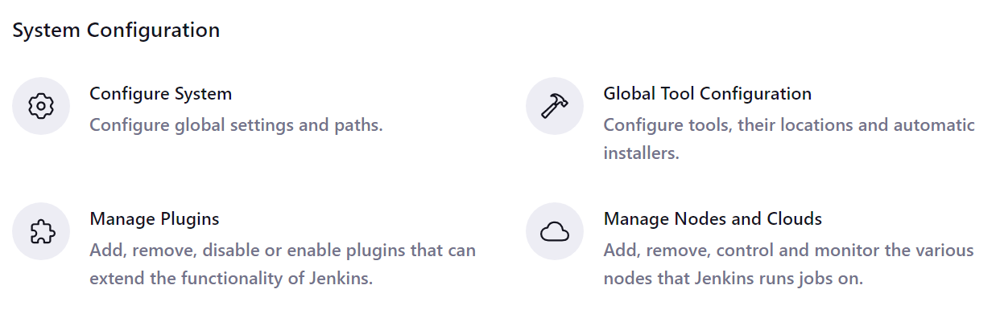 System Configuration
Configure System
Configure global settings and paths.
Global Tool Configuration
Configure tools, their locations and automatic
installers.
Manage Plugins
Add, remove, disable or enable plugins that can
extend the functionality of Jenkins.
Manage Nodes and Clouds
Add, remove, control and monitor the various
nodes that Jenkins runs jobs on.